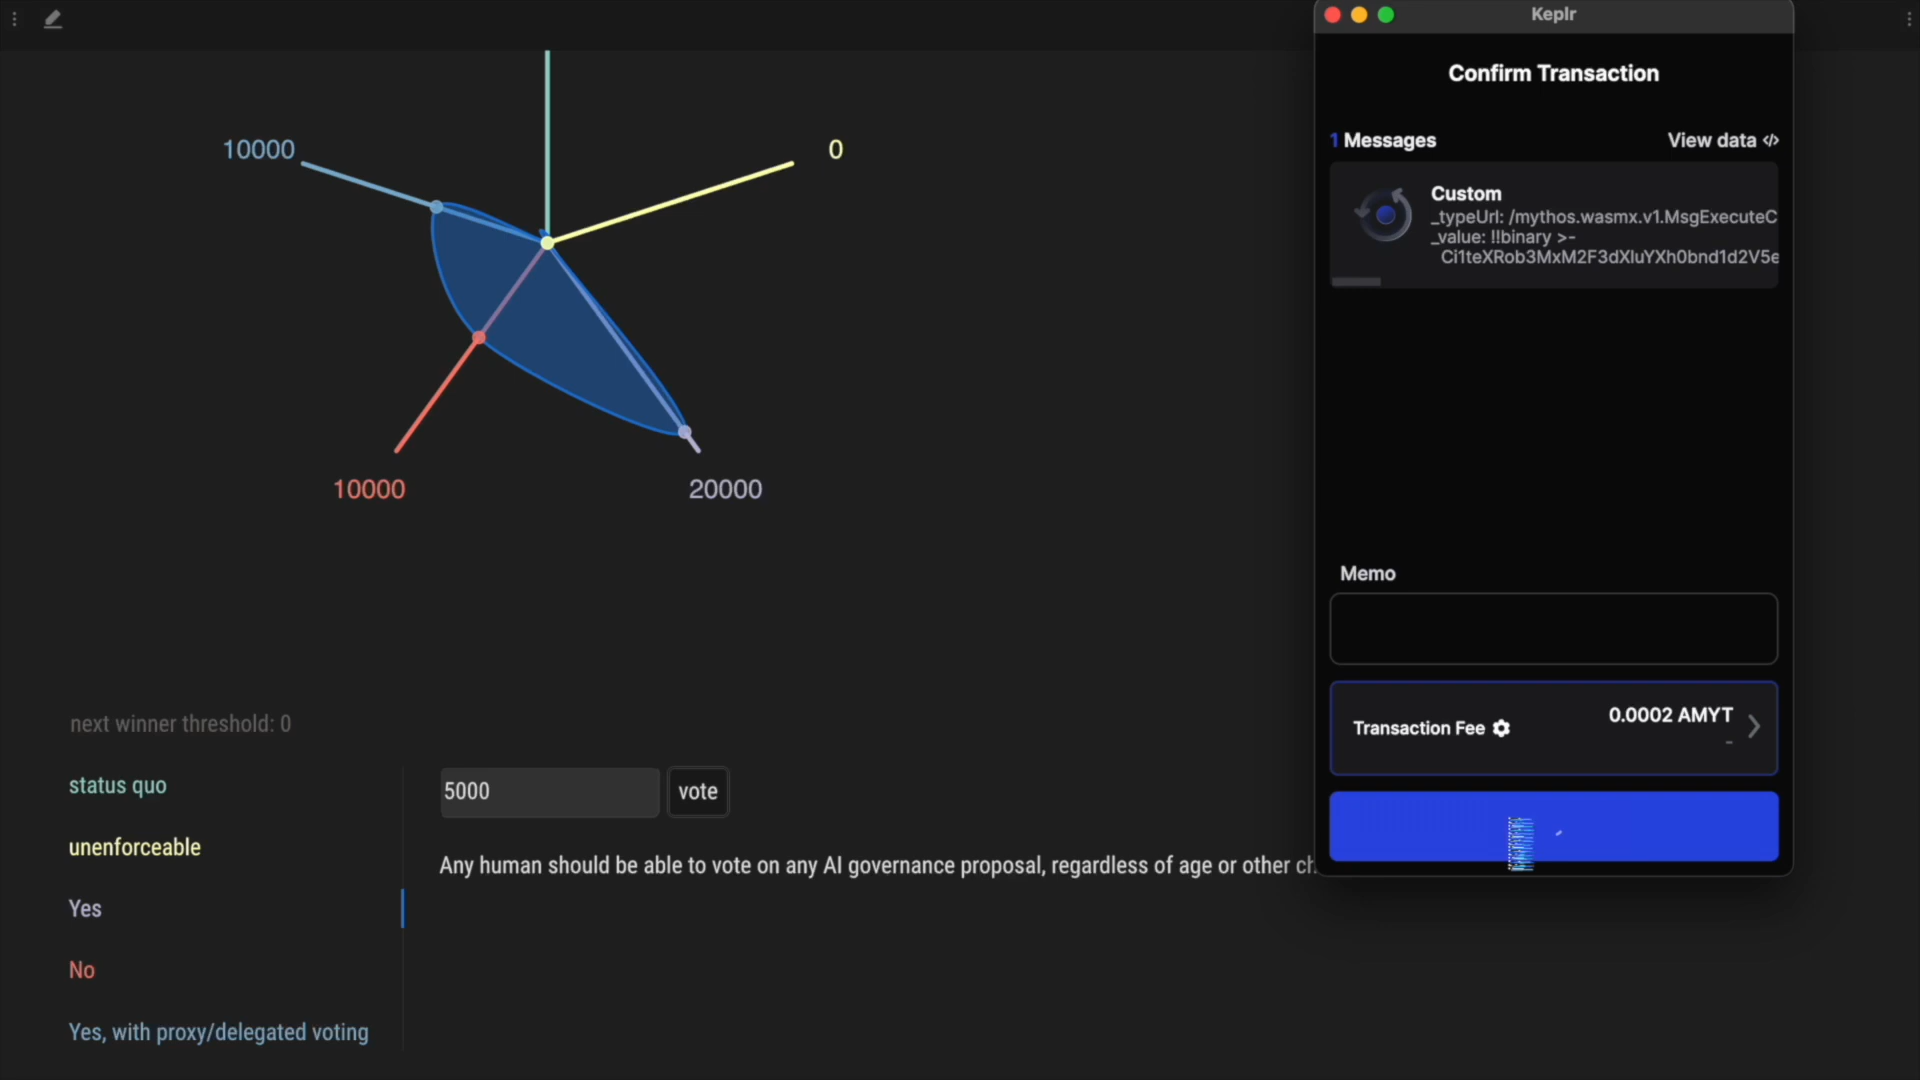 10000
0
10000
20000
next winner threshold: 0
status quo
unenforceable
Yes
No
Yes, with proxy/delegated voting
5000
vote
Any human should be able to vote on any AI governance proposal, regardless of age or other
Keplr
Confirm Transaction
1 Messages
View data </>
Custom
_typeUrl: /mythos.wasmx.v1.MsgExecuteC
_value: !!binary >-
Memo
Transaction Fee
0.0002 AMYT
-